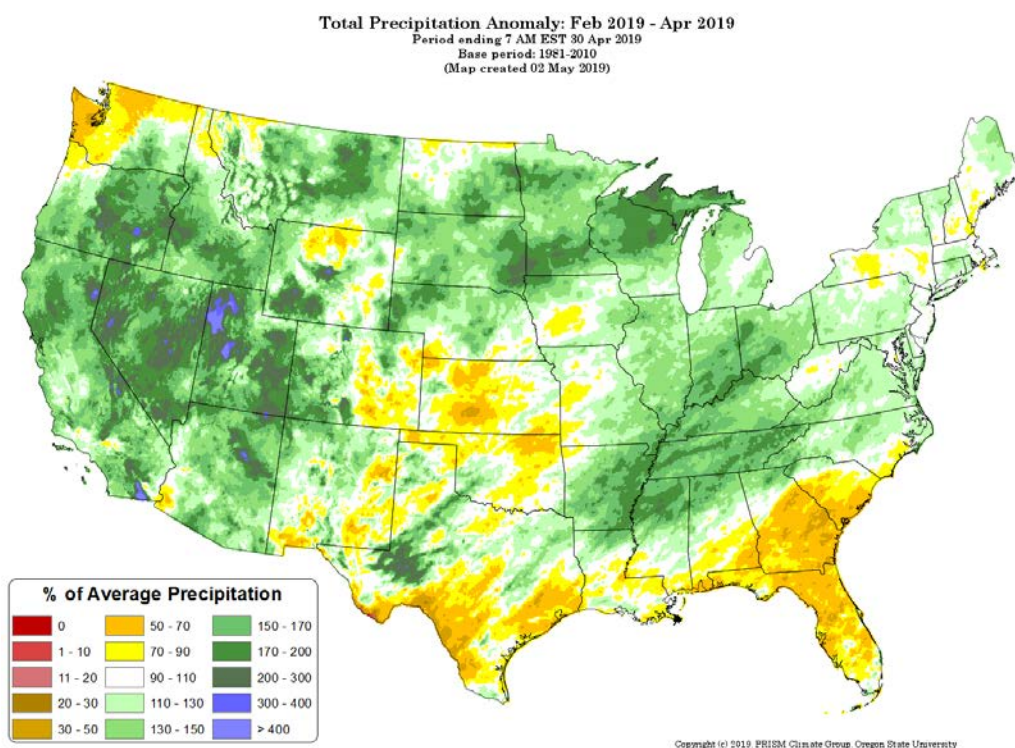 Total Precipitation Anomaly: Feb 2019 - Apr 2019
Period ending 7 AM EST 30 Apr 2019
Base period: 1981-2010
(Map created 02 May 2019)
% of Average Precipitation
0
50 - 70
150 - 170
1 - 10
70 - 90
170 - 200
11 - 20
90 - 110
200 - 300
20 - 30
110 - 130
300 - 400
30 - 50
130 - 150
> 400
Copyright (c) 2019, PRISM Climate Group, Oregon State University